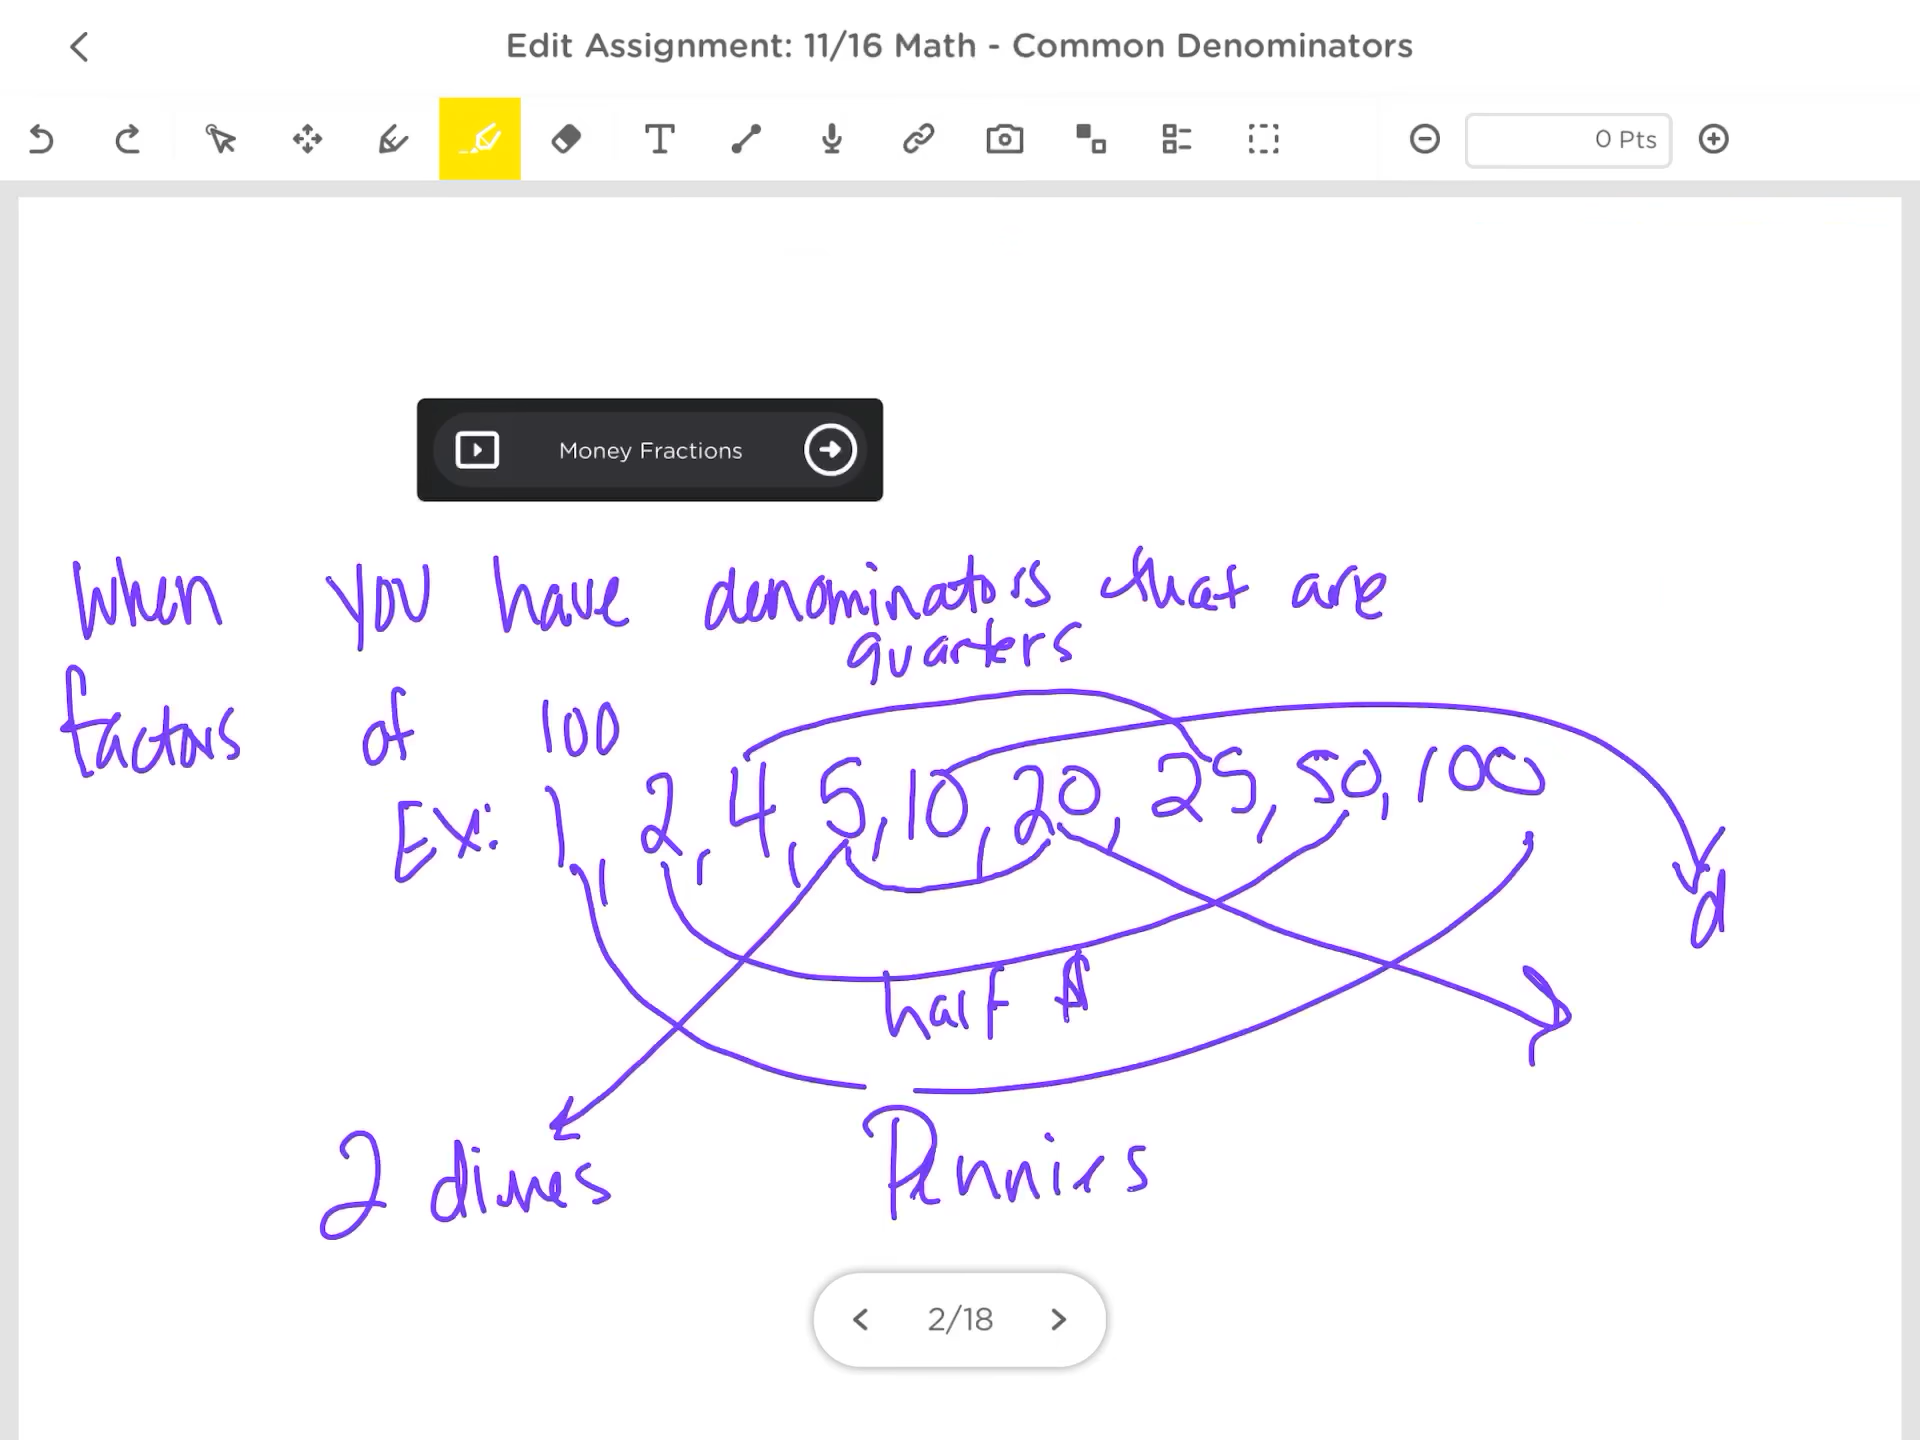 Edit Assignment: 11/16 Math - Common Denominators
T
0 Pts
Money Fractions
When you have denominators that are
quarters
factors of 100
Ex: 1, 2, 4, 5, 10, 20, 25, 50, 100
d
half $
2 dimes
Pennies
2/18